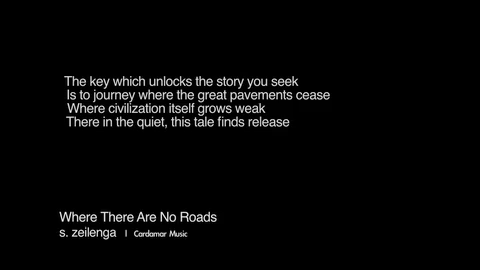 The key which unlocks the story you seek
Is to journey where the great pavements cease
Where civilization itself grows weak
There in the quiet, this tale finds release
Where There Are No Roads
s. zeilenga | Cardamar Music